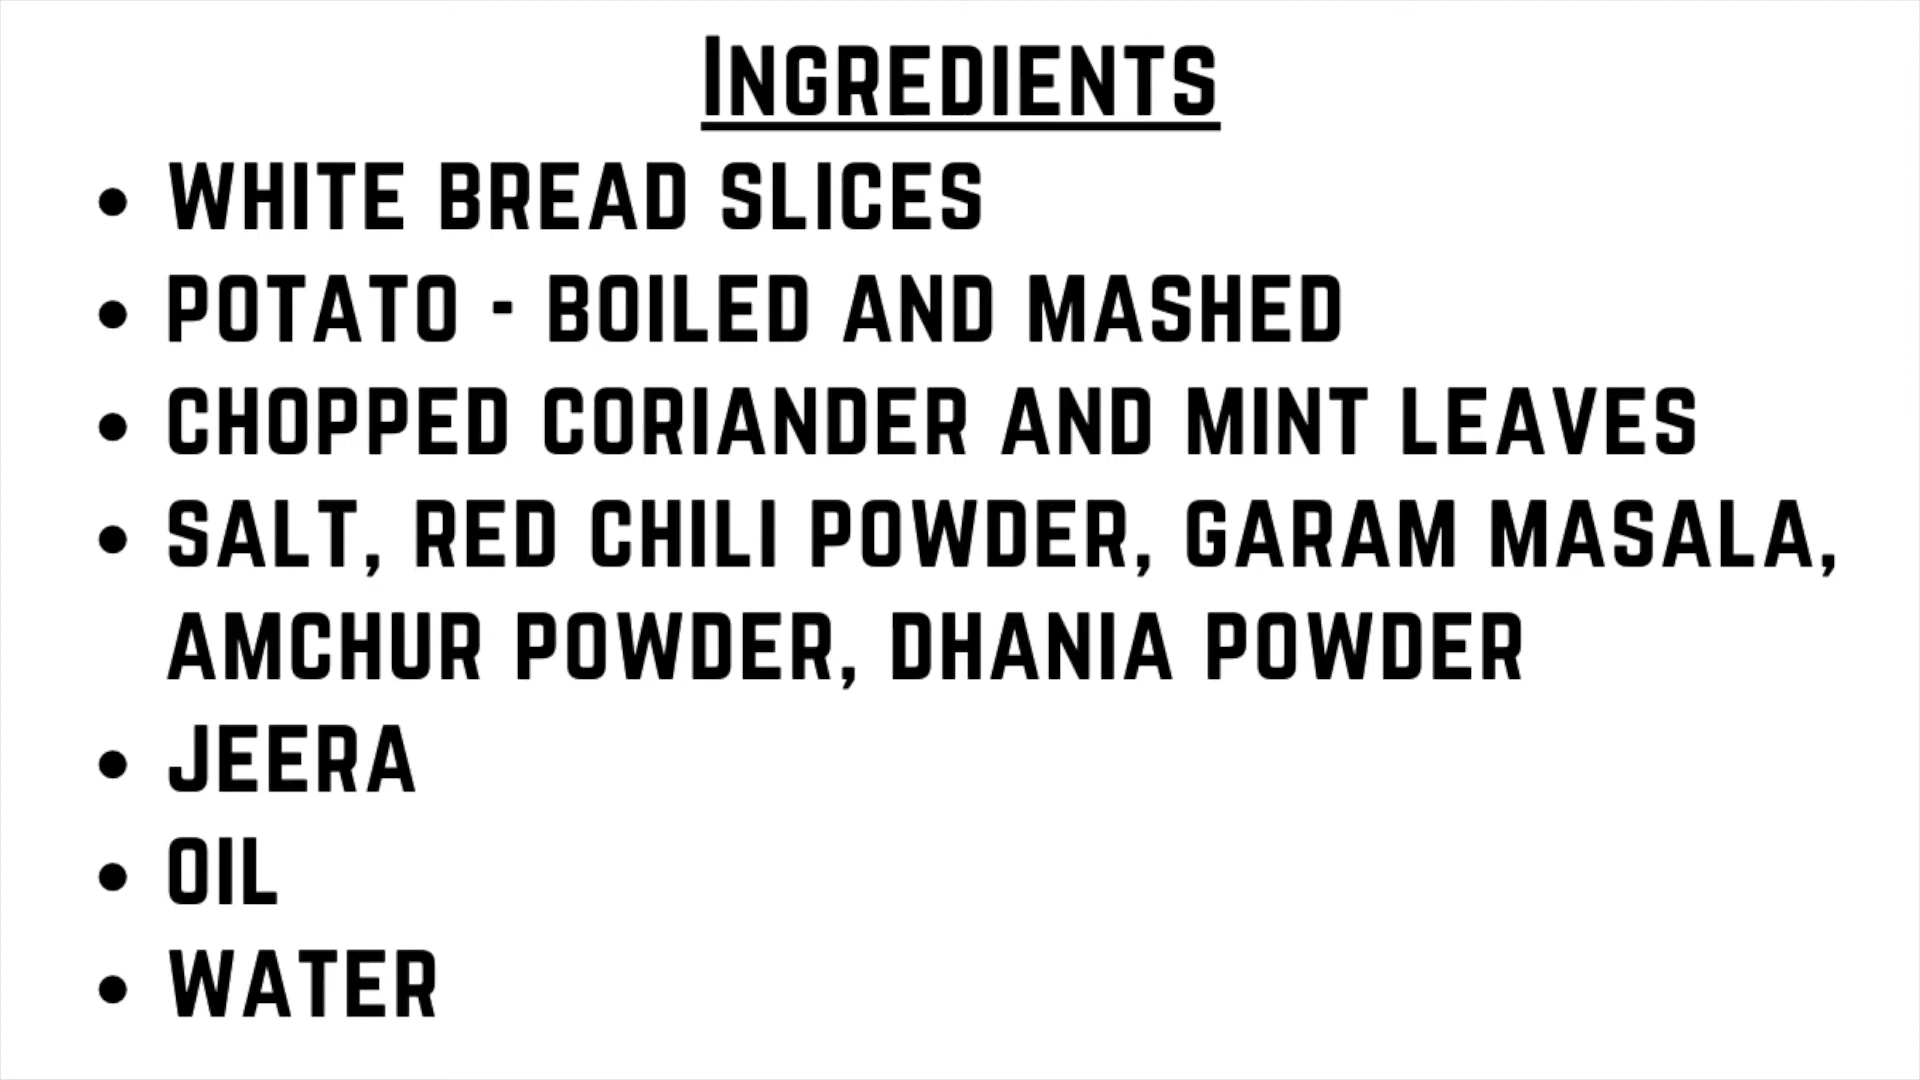 INGREDIENTS
• WHITE BREAD SLICES
• POTATO - BOILED AND MASHED
• CHOPPED CORIANDER AND MINT LEAVES
• SALT, RED CHILI POWDER, GARAM MASALA,
AMCHUR POWDER, DHANIA POWDER
• JEERA
• OIL
• WATER